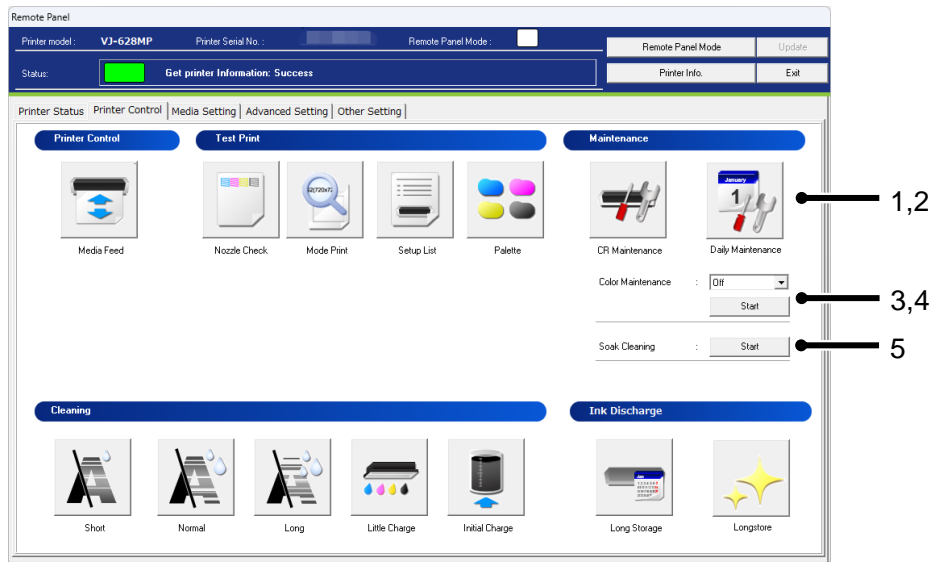 Remote Panel
Printer model : VJ-628MP Printer Serial No. : Remote Panel Mode :
Remote Panel Mode Update
Status: Get printer Information: Success
Printer Info. Exit
Printer Status Printer Control Media Setting Advanced Setting Other Setting
Printer Control Test Print Maintenance
January
1
1,2
Media Feed Nozzle Check Mode Print Setup List Palette CR Maintenance Daily Maintenance
Color Maintenance : Off
Start
3,4
Soak Cleaning : Start
5
Cleaning Ink Discharge
Short Normal Long Little Charge Initial Charge Long Storage Longstore